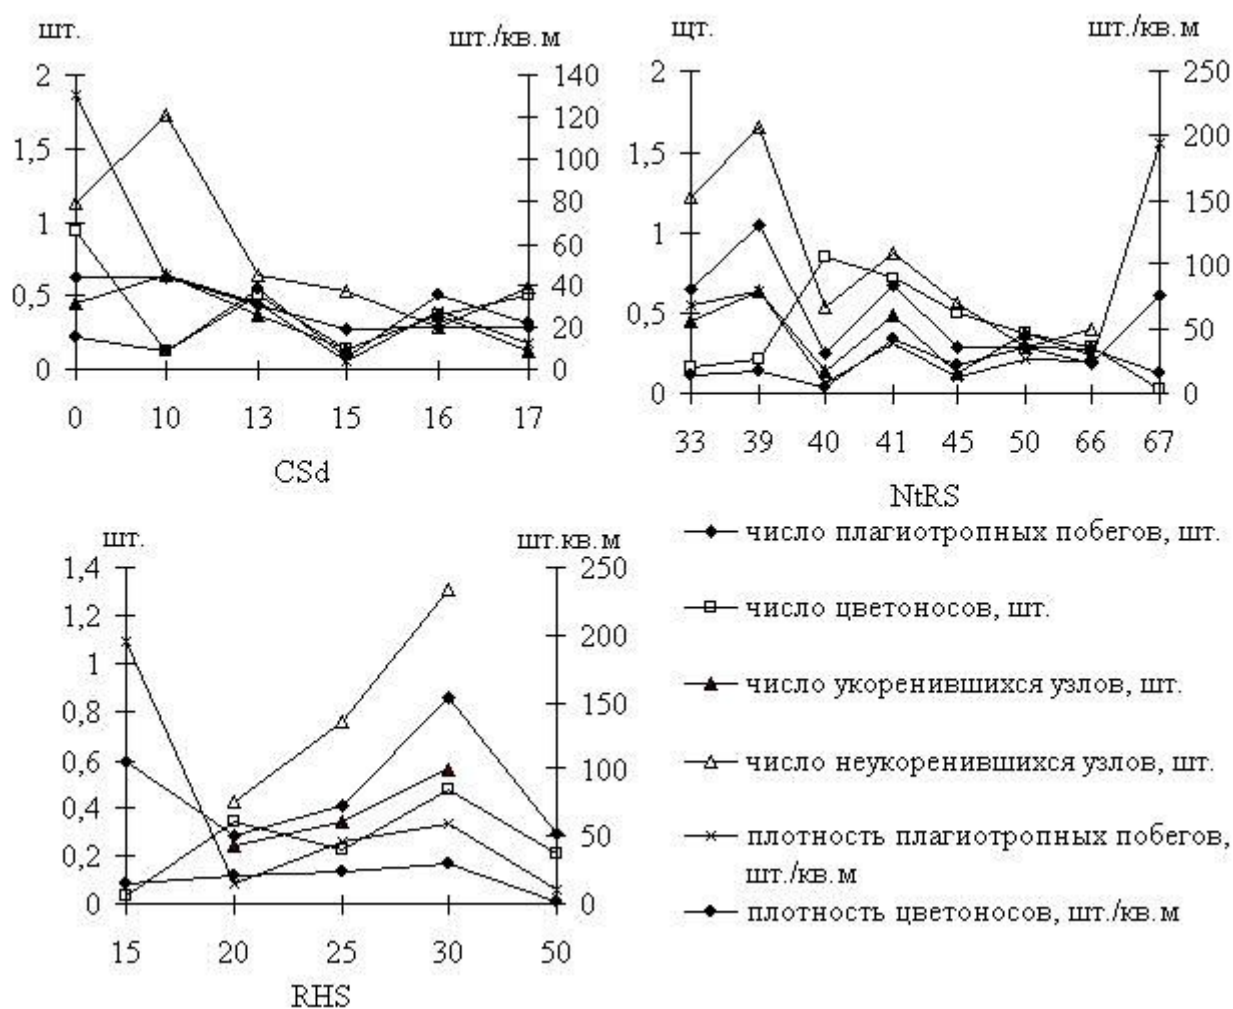 шт.
шт./кв.м
2
1,5
1
0,5
0
140
120
100
80
60
40
20
0
0 10 13 15 16 17
CSd
щт.
шт./кв.м
2
1,5
1
0,5
0
250
200
150
100
50
0
33 39 40 41 45 50 66 67
NtRS
шт.
шт.кв.м
1,4
1,2
1
0,8
0,6
0,4
0,2
0
250
200
150
100
50
0
15 20 25 30 50
RHS
число плагиотропных побегов, шт.
число цветоносов, шт.
число укоренившихся узлов, шт.
число неукоренившихся узлов, шт.
плотность плагиотропных побегов,
шт./кв.м
плотность цветоносов, шт./кв.м